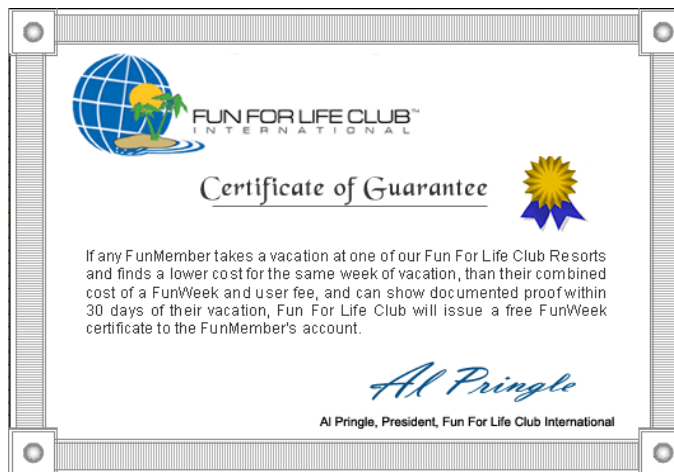 FUN FOR LIFE CLUB™
INTERNATIONAL
Certificate of Guarantee
If any FunMember takes a vacation at one of our Fun For Life Club Resorts
and finds a lower cost for the same week of vacation, than their combined
cost of a FunWeek and user fee, and can show documented proof within
30 days of their vacation, Fun For Life Club will issue a free FunWeek
certificate to the FunMember's account.
Al Pringle
Al Pringle, President, Fun For Life Club International